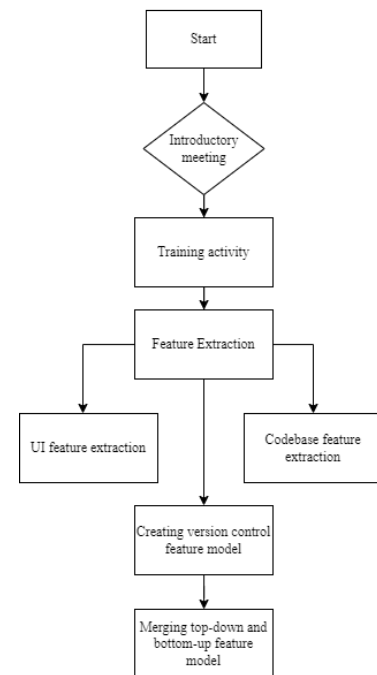 Start
Introductory
meeting
Training activity
Feature Extraction
UI feature extraction
Codebase feature
extraction
Creating version control
feature model
Merging top-down and
bottom-up feature
model